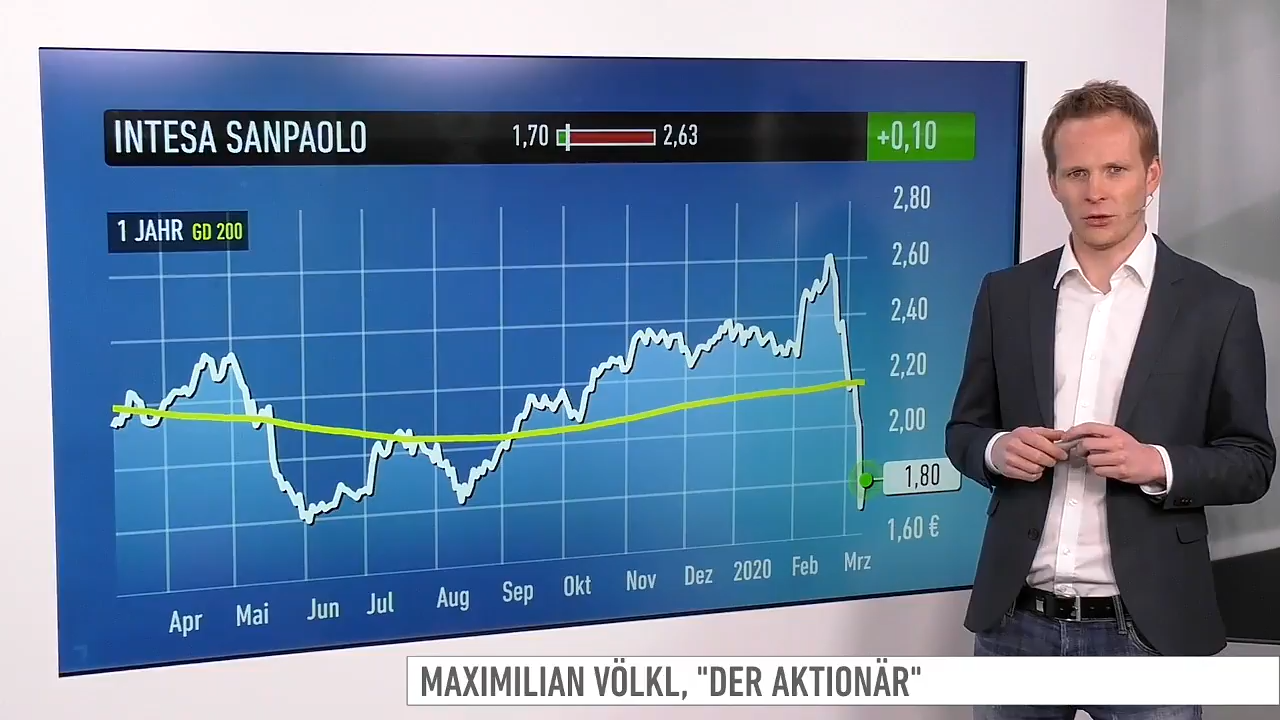 INTESA SANPAOLO 1,70 2,63 +0,10
1 JAHR GD 200
2,80
2,60
2,40
2,20
2,00
1,80
1,60 €
Apr Mai Jun Jul Aug Sep Okt Nov Dez 2020 Feb Mrz
MAXIMILIAN VÖLKL, "DER AKTIONÄR"